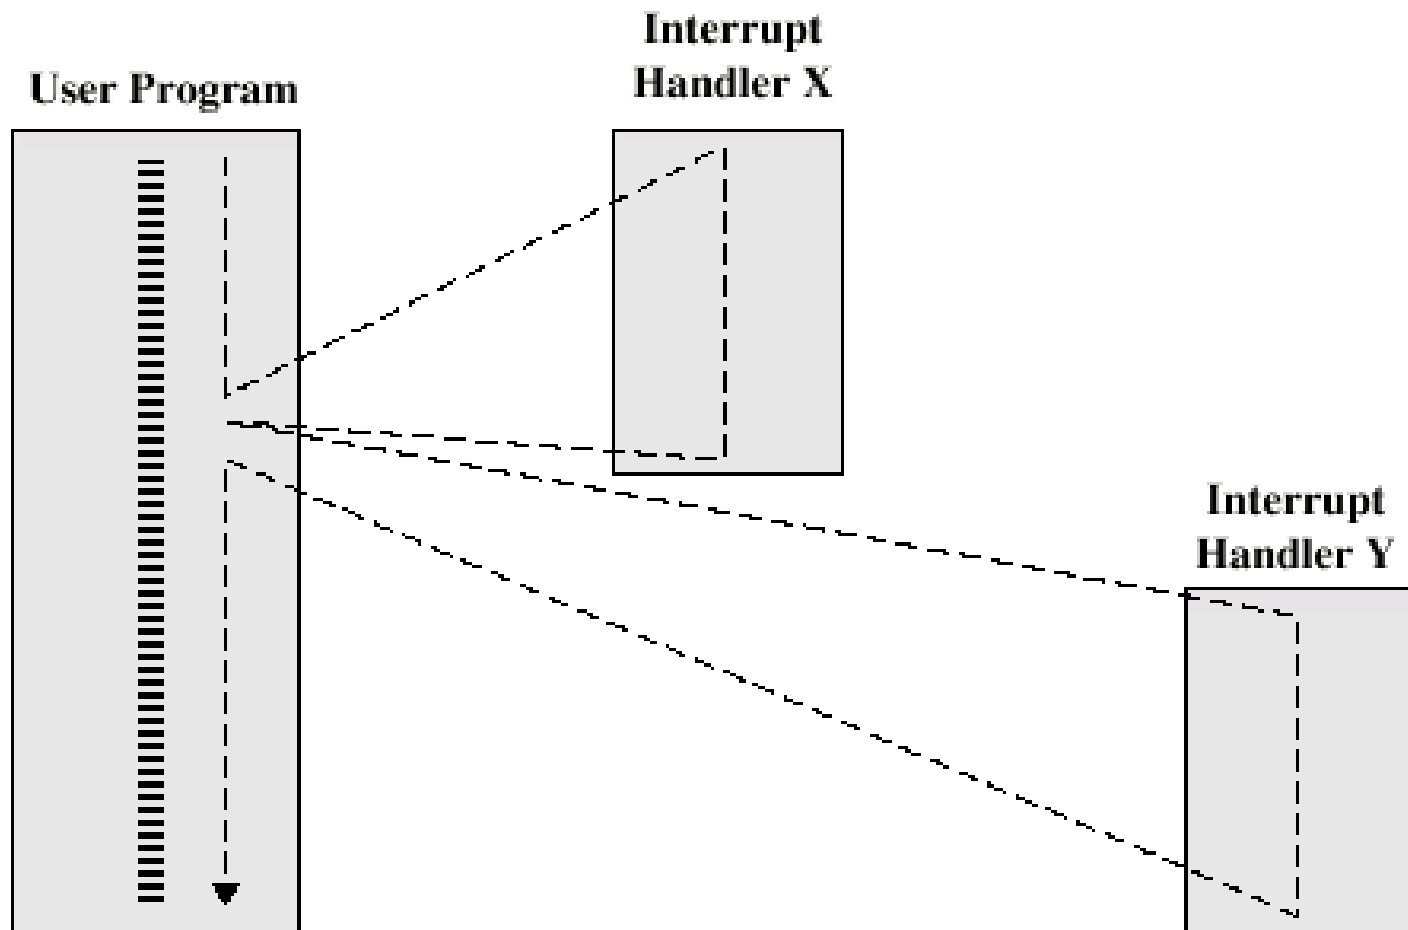 User Program
Interrupt
Handler X
Interrupt
Handler Y